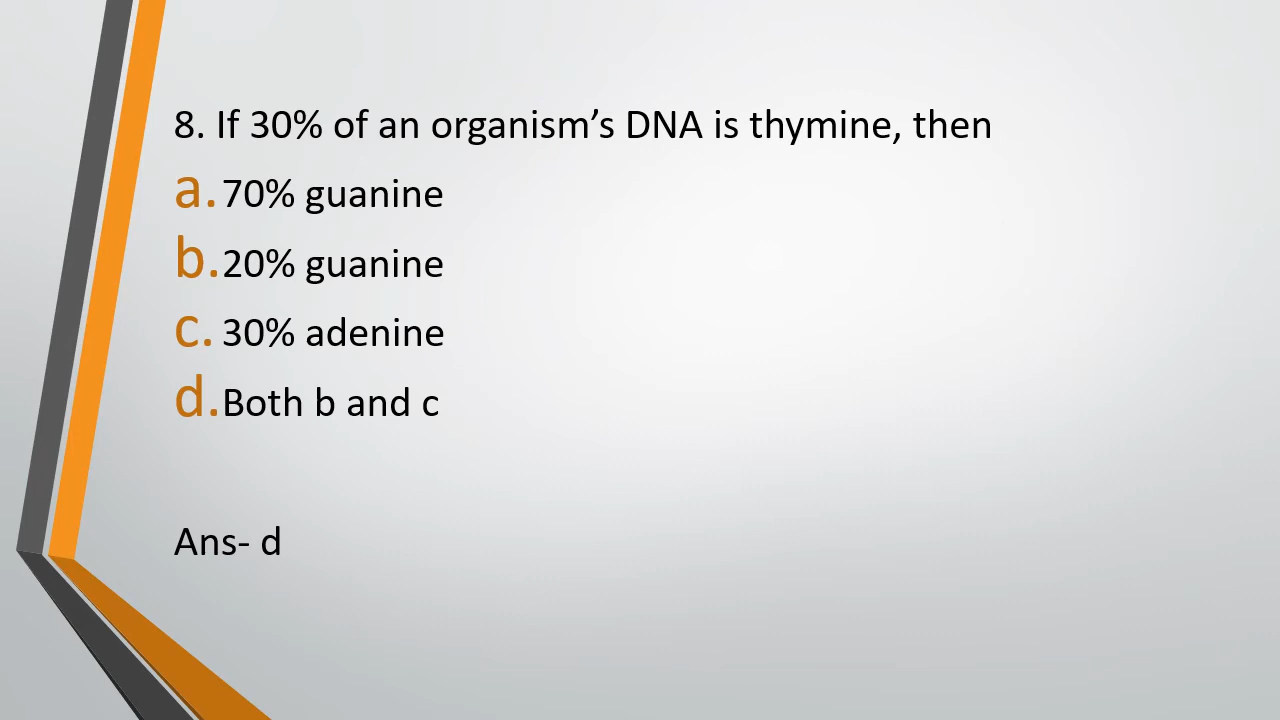 8. If 30% of an organism’s DNA is thymine, then
a. 70% guanine
b. 20% guanine
c. 30% adenine
d. Both b and c
Ans- d